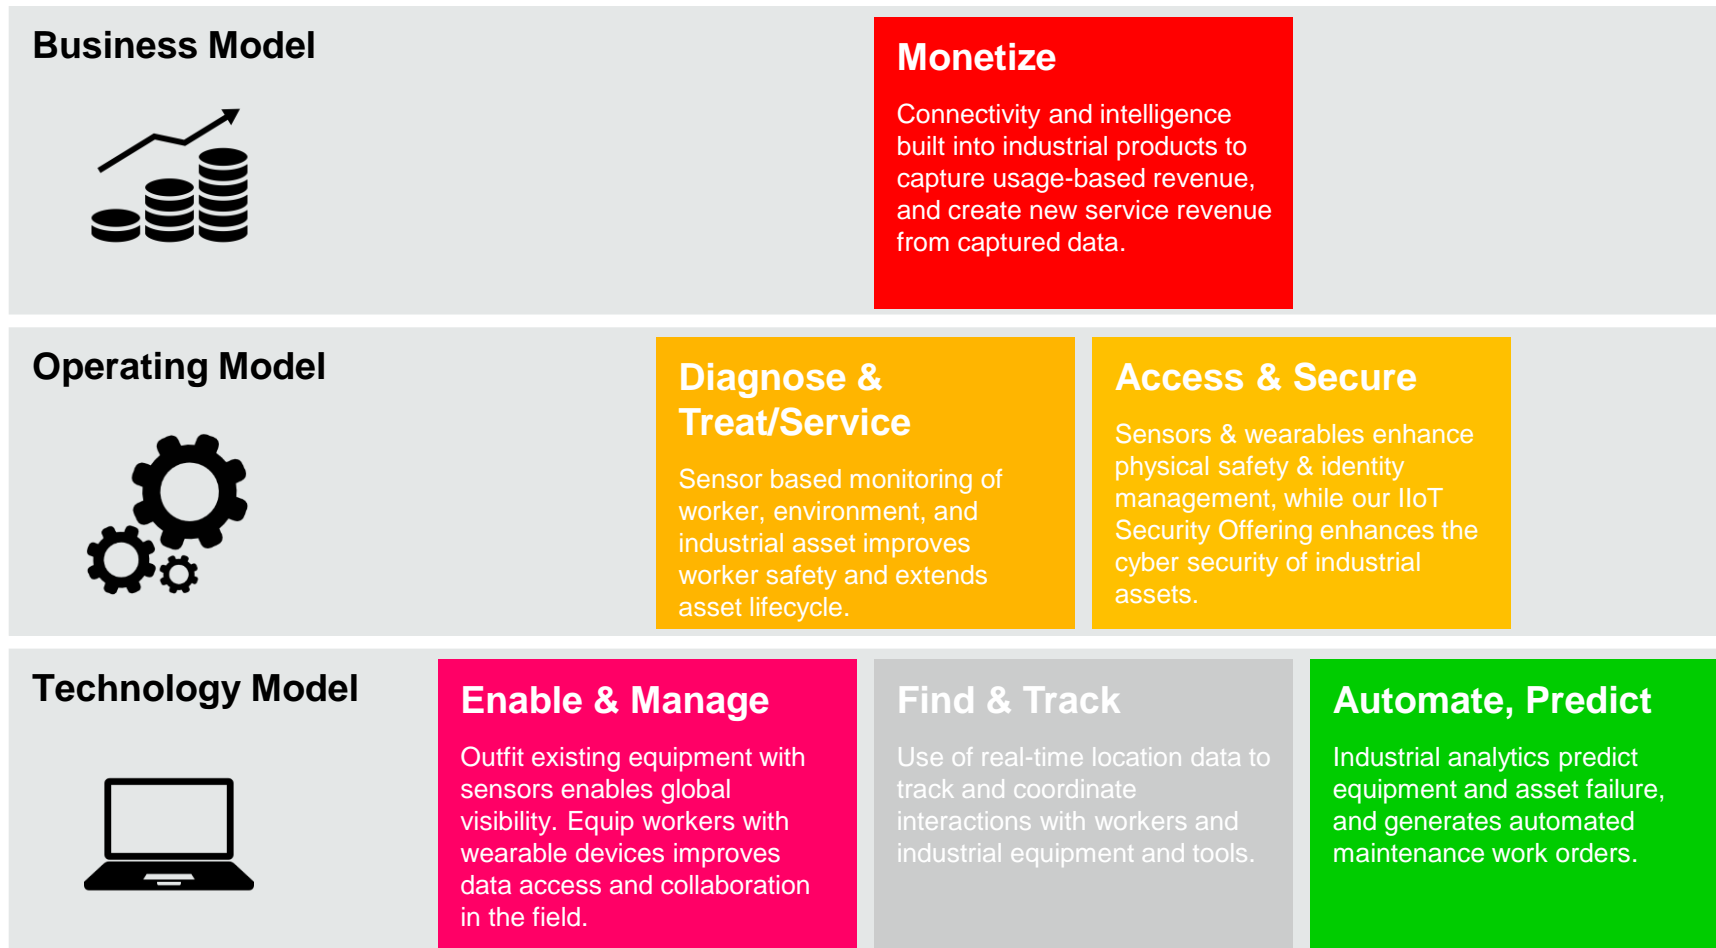 Business Model
Monetize
Connectivity and intelligence
built into industrial products to
capture usage-based revenue,
and create new service revenue
from captured data.
Operating Model
Diagnose &
Treat/Service
Sensor based monitoring of
worker, environment, and
industrial asset improves
worker safety and extends
asset lifecycle.
Access & Secure
Sensors & wearables enhance
physical safety & identity
management, while our IIoT
Security Offering enhances the
cyber security of industrial
assets.
Technology Model
Enable & Manage
Outfit existing equipment with
sensors enables global
visibility. Equip workers with
wearable devices improves
data access and collaboration
in the field.
Find & Track
Use of real-time location data to
track and coordinate
interactions with workers and
industrial equipment and tools.
Automate, Predict
Industrial analytics predict
equipment and asset failure,
and generates automated
maintenance work orders.